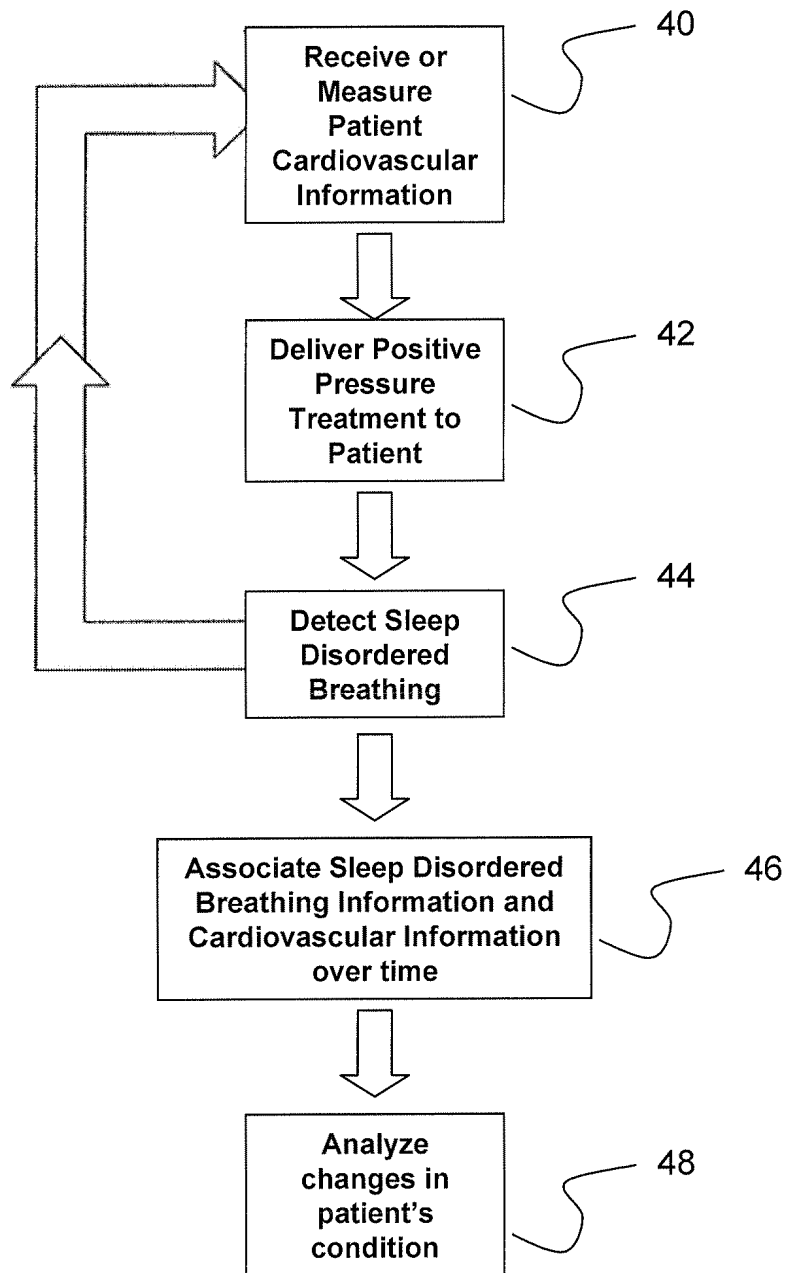 Receive or
Measure
Patient
Cardiovascular
Information
40
Deliver Positive
Pressure
Treatment to
Patient
42
Detect Sleep
Disordered
Breathing
44
Associate Sleep Disordered
Breathing Information and
Cardiovascular Information
over time
46
Analyze
changes in
patient's
condition
48